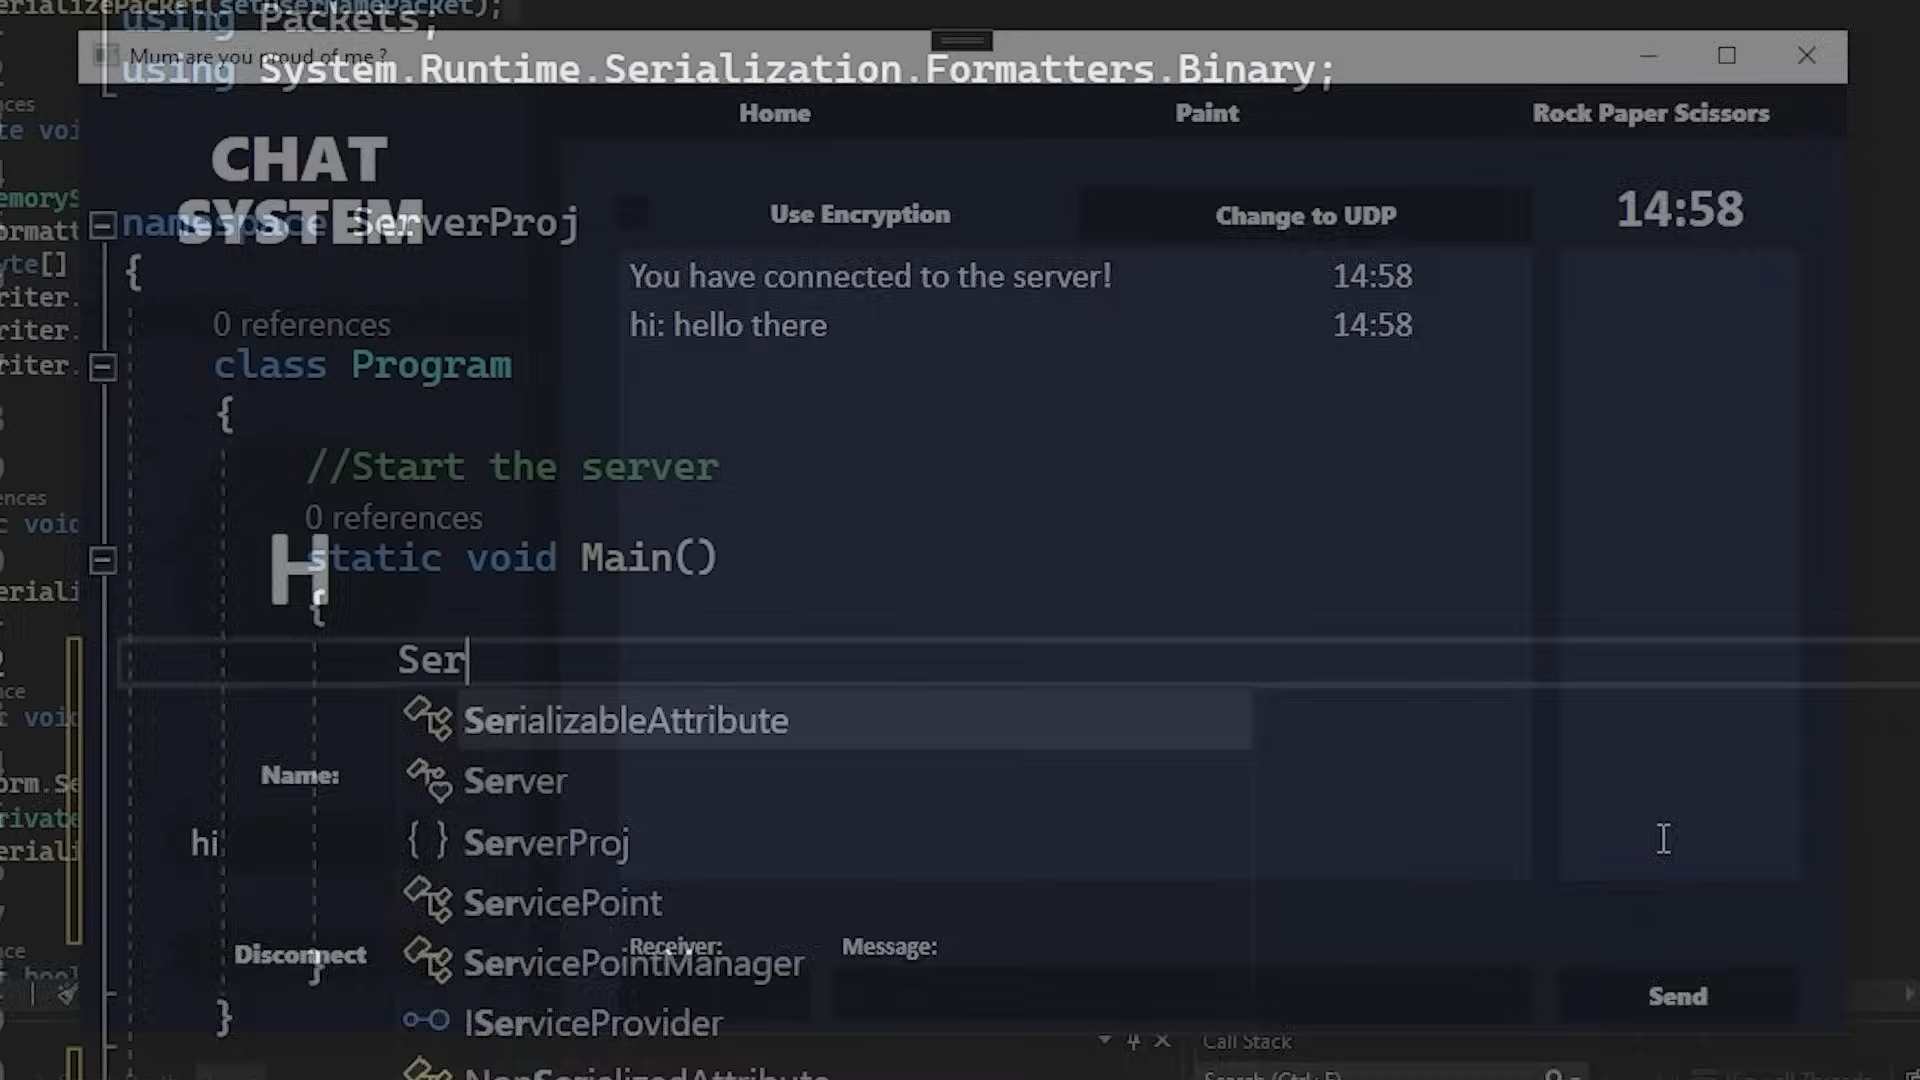 using Packets;
Mum are you proud of me ?
using System.Runtime.Serialization.Formatters.Binary;
Home
Paint
Rock Paper Scissors
CHAT
SYSTEM
namespace ServerProj
Use Encryption
Change to UDP
14:58
{
You have connected to the server!
14:58
0 references
hi: hello there
14:58
class Program
{
//Start the server
0 references
static void Main()
H
{
Ser
SerializableAttribute
Name:
Server
hi
{ } ServerProj
ServicePoint
Disconnect
}
Receiver:
Message:
ServicePointManager
Send
}
IServiceProvider
Call Stack
NonSerializedAttribute